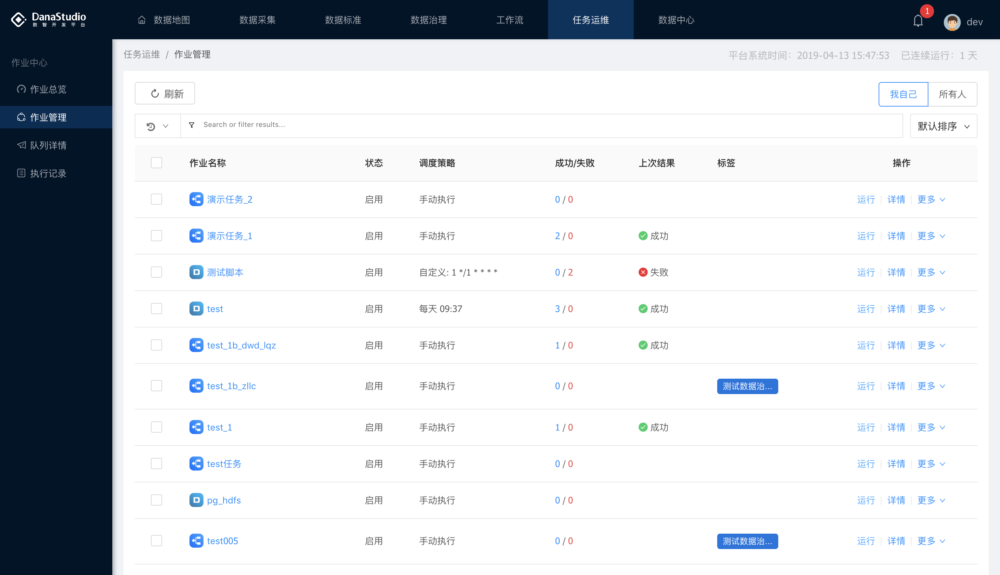 DanaStudio
数智开发平台
数据地图 数据采集 数据标准 数据治理 工作流 任务运维 数据中心
1
dev
作业中心
作业总览
作业管理
队列详情
执行记录
任务运维 / 作业管理
平台系统时间：2019-04-13 15:47:53 已连续运行：1 天
刷新
我自己 所有人
Search or filter results...
默认排序
作业名称 状态 调度策略 成功/失败 上次结果 标签 操作
演示任务_2 启用 手动执行 0 / 0 运行 详情 更多
演示任务_1 启用 手动执行 2 / 0 成功 运行 详情 更多
测试脚本 启用 自定义: 1 */1 * * * * 0 / 2 失败 运行 详情 更多
test 启用 每天 09:37 3 / 0 成功 运行 详情 更多
test_1b_dwd_lqz 启用 手动执行 1 / 0 成功 运行 详情 更多
test_1b_zllc 启用 手动执行 0 / 0 测试数据治... 运行 详情 更多
test_1 启用 手动执行 1 / 0 成功 运行 详情 更多
test任务 启用 手动执行 0 / 0 运行 详情 更多
pg_hdfs 启用 手动执行 0 / 0 运行 详情 更多
test005 启用 手动执行 0 / 0 测试数据治... 运行 详情 更多